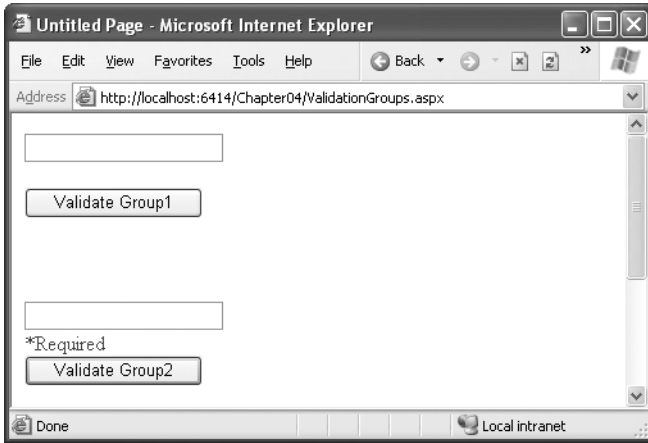 Untitled Page - Microsoft Internet Explorer
File Edit View Favorites Tools Help Back »
Address http://localhost:6414/Chapter04/ValidationGroups.aspx
Validate Group1
*Required
Validate Group2
Done Local intranet